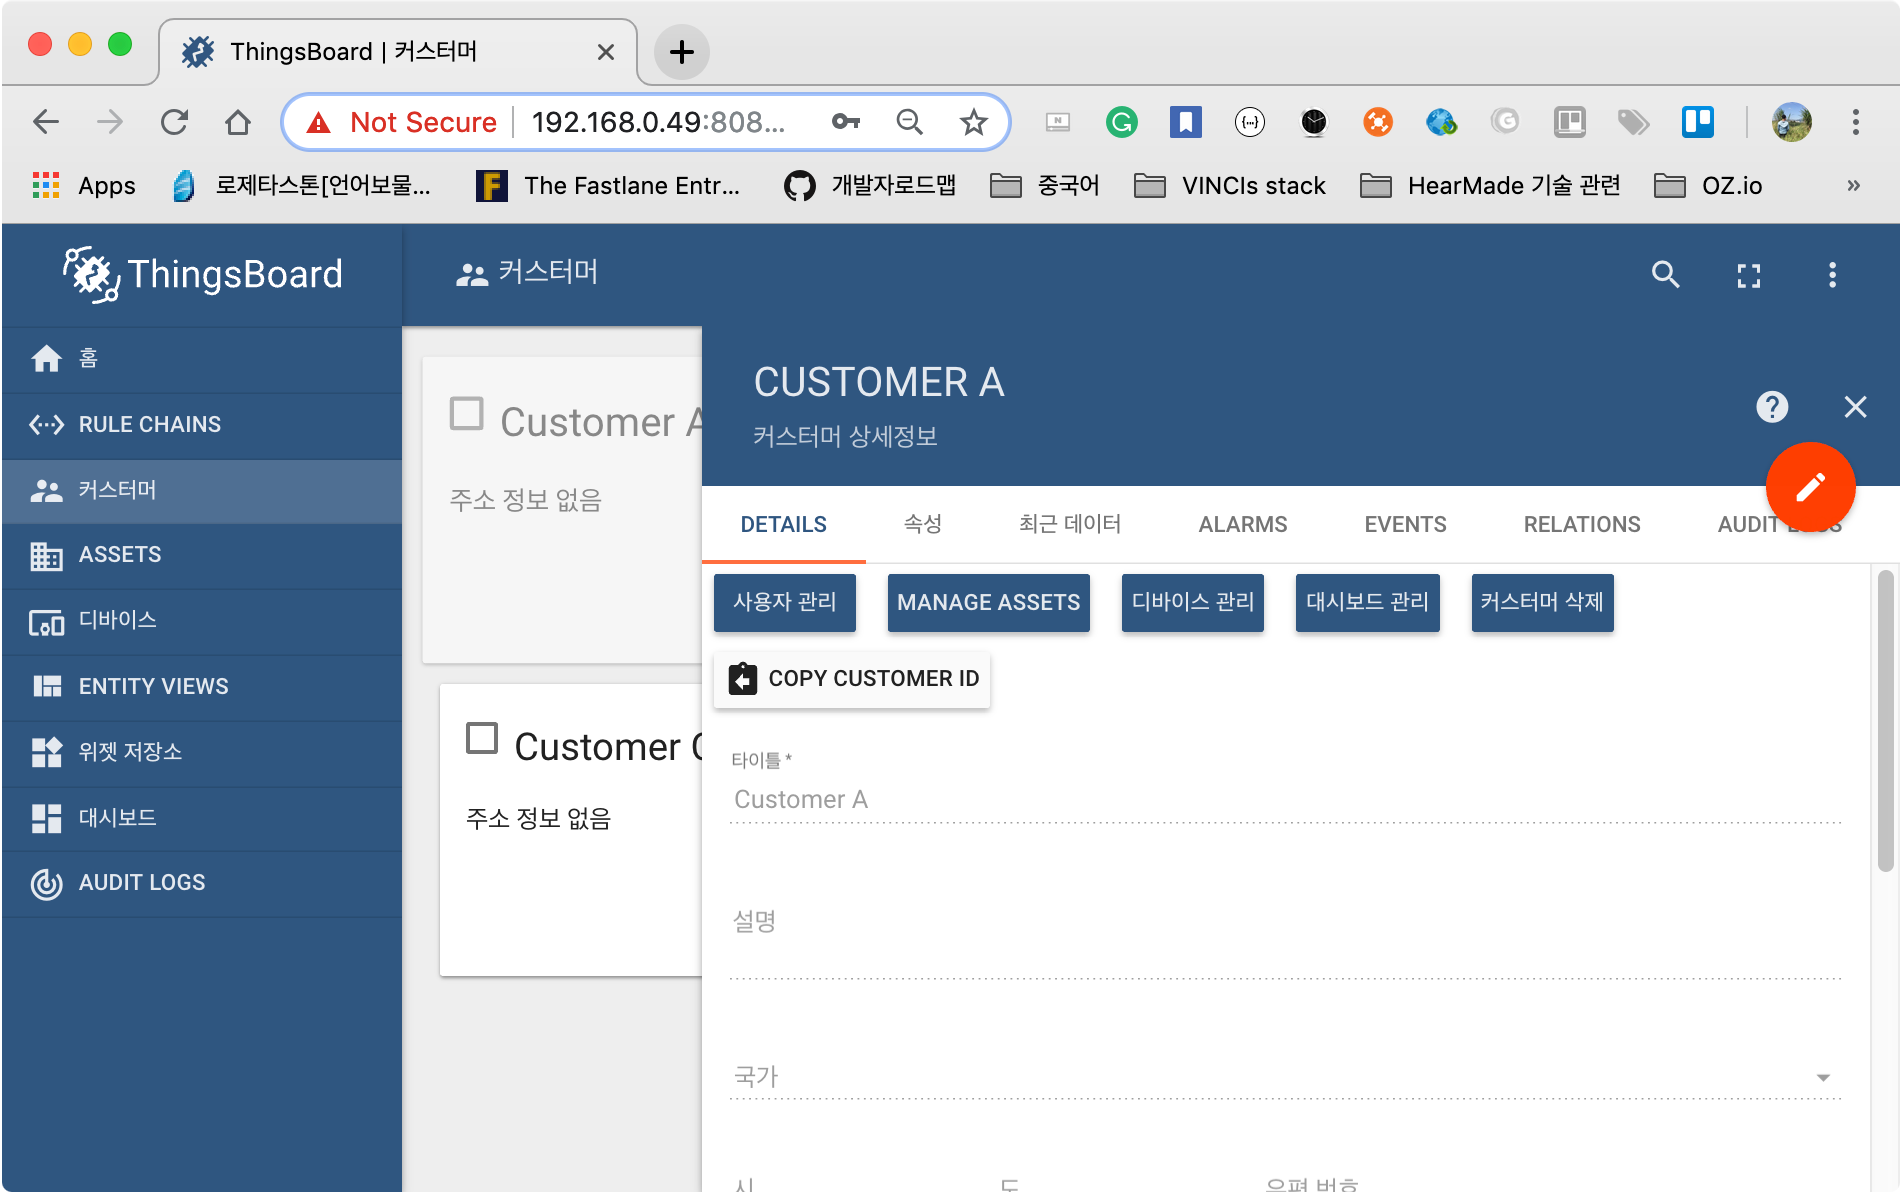 ThingsBoard | 커스터머
Not Secure
192.168.0.49:808...
Apps
로제타스톤[언어보물...
The Fastlane Entr...
개발자로드맵
중국어
VINCIs stack
HearMade 기술 관련
OZ.io
»
ThingsBoard
커스터머
홈
RULE CHAINS
커스터머
ASSETS
디바이스
ENTITY VIEWS
위젯 저장소
대시보드
AUDIT LOGS
Customer A
주소 정보 없음
Customer
주소 정보 없음
CUSTOMER A
커스터머 상세정보
DETAILS
속성
최근 데이터
ALARMS
EVENTS
RELATIONS
AUDIT LOGS
사용자 관리
MANAGE ASSETS
디바이스 관리
대시보드 관리
커스터머 삭제
COPY CUSTOMER ID
타이틀 *
Customer A
설명
국가
시
도
우편 번호